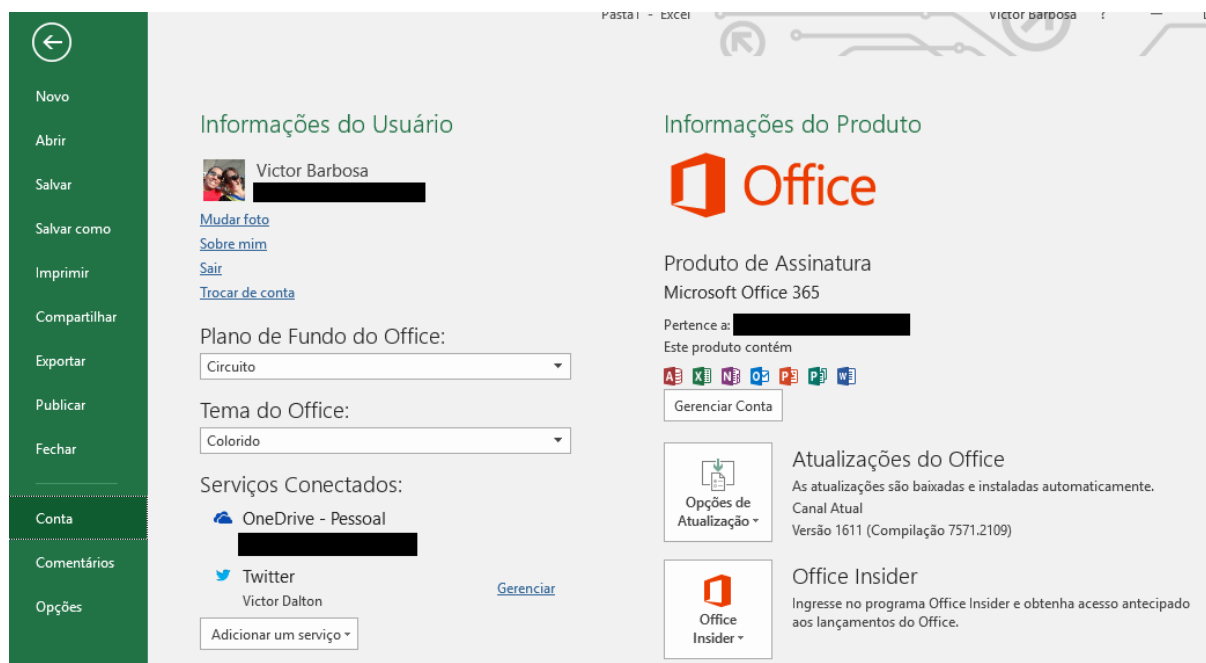 Pasta1 - Excel
Victor Barbosa ? —
Novo
Abrir
Salvar
Salvar como
Imprimir
Compartilhar
Exportar
Publicar
Fechar
Conta
Comentários
Opções
Informações do Usuário
Victor Barbosa
Mudar foto
Sobre mim
Sair
Trocar de conta
Plano de Fundo do Office:
Circuito
Tema do Office:
Colorido
Serviços Conectados:
OneDrive - Pessoal
Twitter
Victor Dalton
Gerenciar
Adicionar um serviço
Informações do Produto
Office
Produto de Assinatura
Microsoft Office 365
Pertence a:
Este produto contém
Gerenciar Conta
Opções de
Atualização
Atualizações do Office
As atualizações são baixadas e instaladas automaticamente.
Canal Atual
Versão 1611 (Compilação 7571.2109)
Office
Insider
Office Insider
Ingresse no programa Office Insider e obtenha acesso antecipado
aos lançamentos do Office.